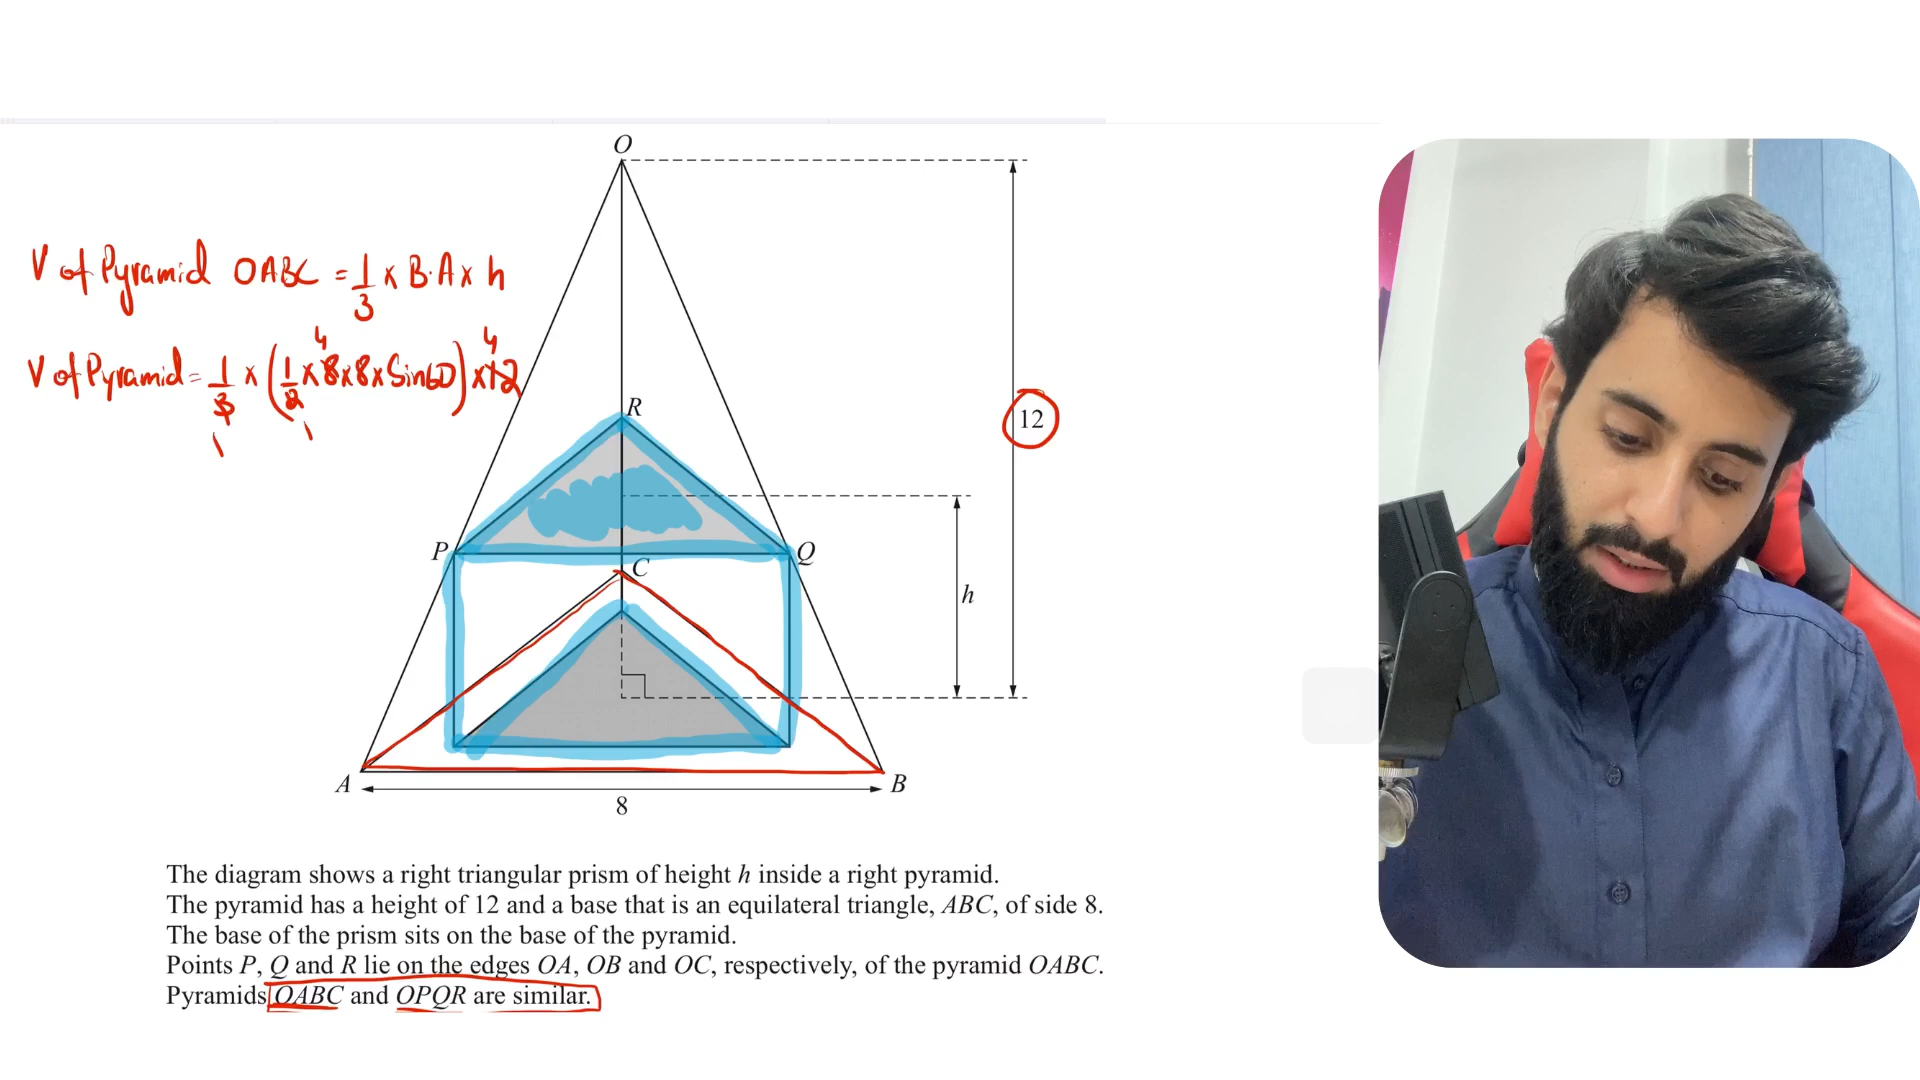 O
V of Pyramid OABC = 1/3 × B.A × h
4 4
V of Pyramid = 1/3 × (1/2 × 8 × 8 × Sin60) × 12
1 1
R
12
P
Q
C
h
A
B
8
The diagram shows a right triangular prism of height h inside a right pyramid.
The pyramid has a height of 12 and a base that is an equilateral triangle, ABC, of side 8.
The base of the prism sits on the base of the pyramid.
Points P, Q and R lie on the edges OA, OB and OC, respectively, of the pyramid OABC.
Pyramids OABC and OPQR are similar.